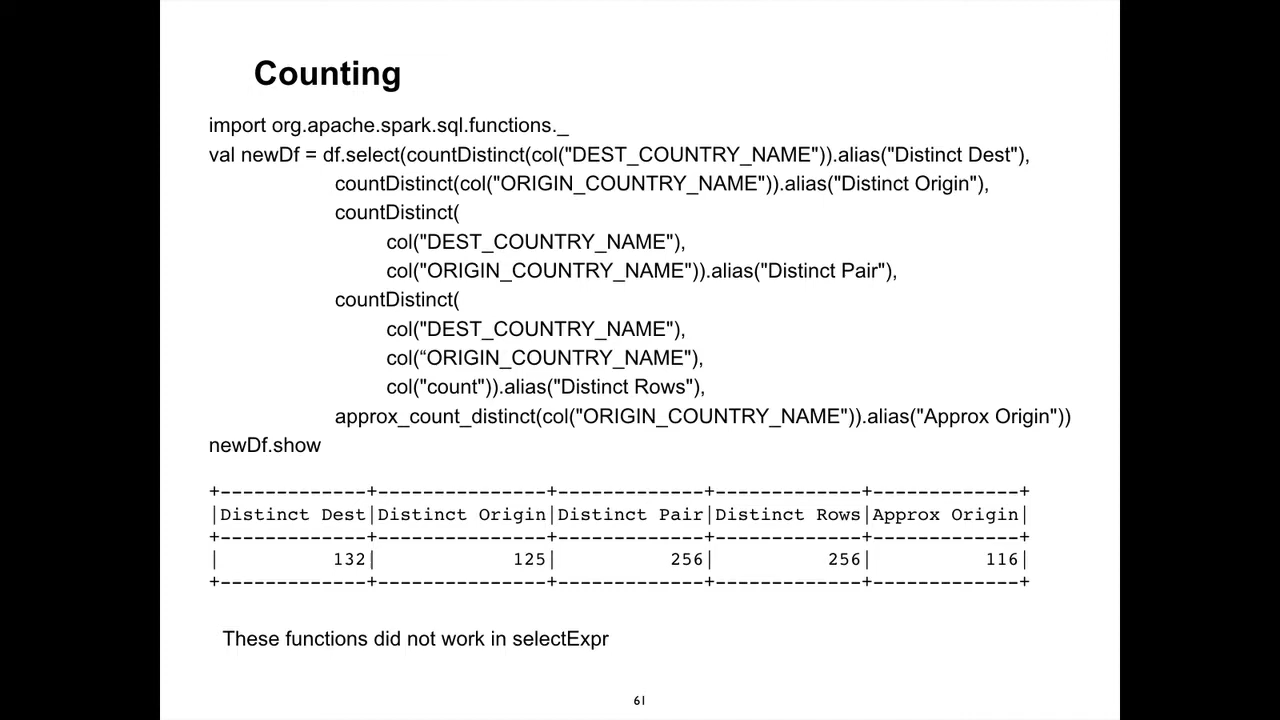 Counting
import org.apache.spark.sql.functions._
val newDf = df.select(countDistinct(col("DEST_COUNTRY_NAME")).alias("Distinct Dest"),
countDistinct(col("ORIGIN_COUNTRY_NAME")).alias("Distinct Origin"),
countDistinct(
col("DEST_COUNTRY_NAME"),
col("ORIGIN_COUNTRY_NAME")).alias("Distinct Pair"),
countDistinct(
col("DEST_COUNTRY_NAME"),
col(“ORIGIN_COUNTRY_NAME"),
col("count")).alias("Distinct Rows"),
approx_count_distinct(col("ORIGIN_COUNTRY_NAME")).alias("Approx Origin"))
newDf.show
+-------------+---------------+-------------+-------------+-------------+
|Distinct Dest|Distinct Origin|Distinct Pair|Distinct Rows|Approx Origin|
+-------------+---------------+-------------+-------------+-------------+
|          132|            125|          256|          256|          116|
+-------------+---------------+-------------+-------------+-------------+
These functions did not work in selectExpr
61